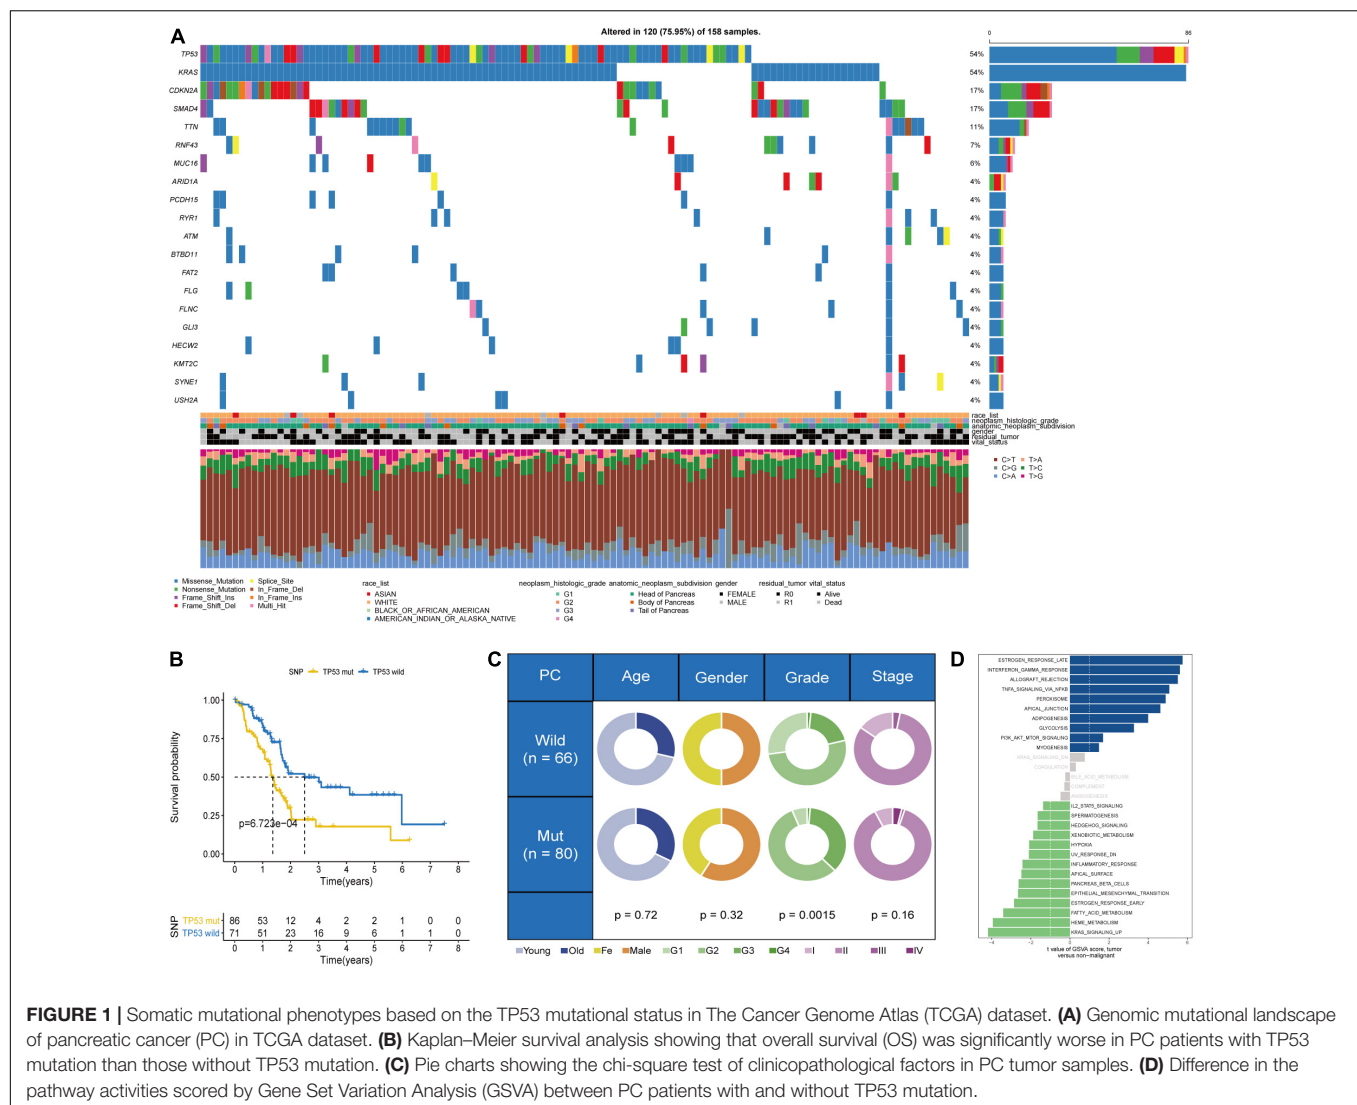 A
Altered in 120 (75.95%) of 158 samples.
0 86
TP53 54%
KRAS 54%
CDKN2A 17%
SMAD4 17%
TTN 11%
RNF43 7%
MUC16 6%
ARID1A 4%
PCDH15 4%
RYR1 4%
ATM 4%
BTBD11 4%
FAT2 4%
FLG 4%
FLNC 4%
GLI3 4%
HECW2 4%
KMT2C 4%
SYNE1 4%
USH2A 4%
race_list
neoplasm_histologic_grade
anatomic_neoplasm_subdivision
gender
residual_tumor
vital_status
C>T T>A
C>G T>C
C>A T>G
Missense_Mutation Splice_Site
Nonsense_Mutation In_Frame_Del
Frame_Shift_Ins In_Frame_Ins
Frame_Shift_Del Multi_Hit
race_list
ASIAN
WHITE
BLACK_OR_AFRICAN_AMERICAN
AMERICAN_INDIAN_OR_ALASKA_NATIVE
neoplasm_histologic_grade
G1
G2
G3
G4
anatomic_neoplasm_subdivision
Head of Pancreas
Body of Pancreas
Tail of Pancreas
gender
FEMALE
MALE
residual_tumor
R0
R1
vital_status
Alive
Dead
B
SNP TP53 mut TP53 wild
Survival probability
1.00
0.75
0.50
0.25
0.00
p=6.723e−04
0 1 2 3 4 5 6 7 8
Time(years)
SNP
TP53 mut 86 53 12 4 2 2 1 0 0
TP53 wild 71 51 23 16 9 6 1 1 0
0 1 2 3 4 5 6 7 8
Time(years)
C
PC Age Gender Grade Stage
Wild
(n = 66)
Mut
(n = 80)
p = 0.72 p = 0.32 p = 0.0015 p = 0.16
Young Old Fe Male G1 G2 G3 G4 I II III IV
D
ESTROGEN_RESPONSE_LATE
INTERFERON_GAMMA_RESPONSE
ALLOGRAFT_REJECTION
TNFA_SIGNALING_VIA_NFKB
PEROXISOME
APICAL_JUNCTION
ADIPOGENESIS
GLYCOLYSIS
PI3K_AKT_MTOR_SIGNALING
MYOGENESIS
KRAS_SIGNALING_DN
COAGULATION
BILE_ACID_METABOLISM
COMPLEMENT
ANGIOGENESIS
IL2_STAT5_SIGNALING
SPERMATOGENESIS
HEDGEHOG_SIGNALING
XENOBIOTIC_METABOLISM
HYPOXIA
UV_RESPONSE_DN
INFLAMMATORY_RESPONSE
APICAL_SURFACE
PANCREAS_BETA_CELLS
EPITHELIAL_MESENCHYMAL_TRANSITION
ESTROGEN_RESPONSE_EARLY
FATTY_ACID_METABOLISM
HEME_METABOLISM
KRAS_SIGNALING_UP
−4 −2 0 2 4 6
t value of GSVA score, tumor
versus non−malignant
FIGURE 1 | Somatic mutational phenotypes based on the TP53 mutational status in The Cancer Genome Atlas (TCGA) dataset. (A) Genomic mutational landscape
of pancreatic cancer (PC) in TCGA dataset. (B) Kaplan–Meier survival analysis showing that overall survival (OS) was significantly worse in PC patients with TP53
mutation than those without TP53 mutation. (C) Pie charts showing the chi-square test of clinicopathological factors in PC tumor samples. (D) Difference in the
pathway activities scored by Gene Set Variation Analysis (GSVA) between PC patients with and without TP53 mutation.